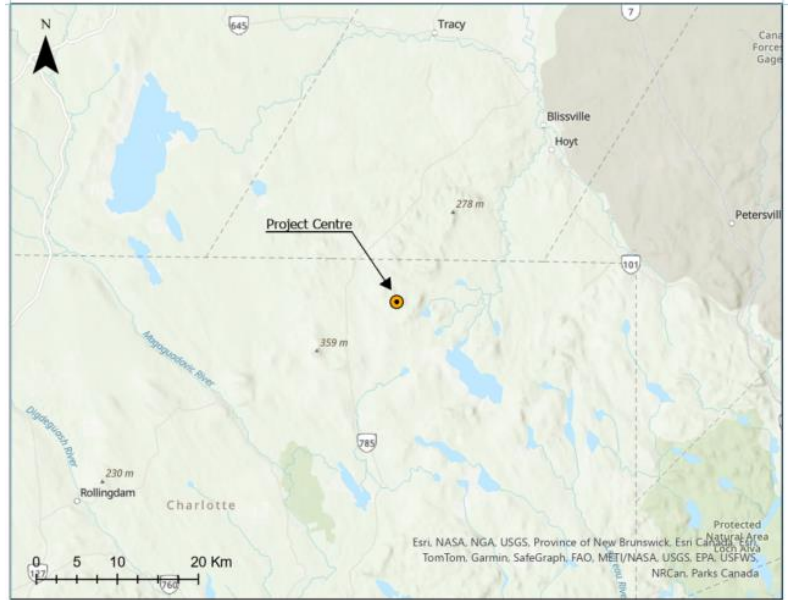 N
645
Tracy
7
Cana
Forces
Gage
Blissville
Hoyt
278 m
Petersvill
Project Centre
101
359 m
Magaguadavic River
Digdeguash River
785
230 m
Rollingdam
Charlotte
Protected
Natural Area
Loch Alva
Esri, NASA, NGA, USGS, Province of New Brunswick, Esri Canada, Esri,
TomTom, Garmin, SafeGraph, FAO, METI/NASA, USGS, EPA, USFWS,
NRCan, Parks Canada
0 5 10 20 Km
127
760